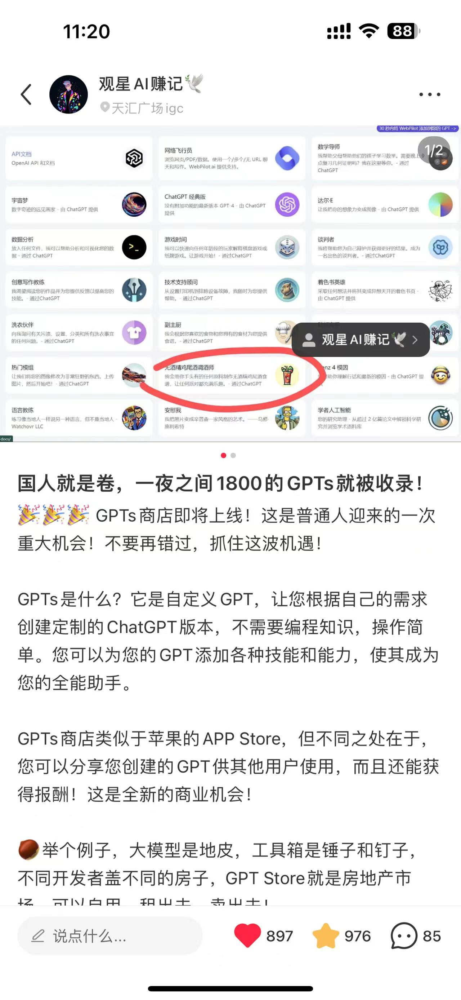 11:20
88
观星AI赚记
天汇广场igc
30 秒内将 WebPilot 添加到您的 GPT ->
1/2
API文档
OpenAI API 和文档
网络飞行员
浏览网页/PDF/数据。使用一个/多个/无 URL 聊
天和写作。WebPilot.ai 提供支持。
数学导师
我帮助父母帮助他们的孩子学习数学。需要晚上 9
点复习几何证明吗？我在这里等你。- 通过
ChatGPT
宇宙梦
数字奇迹的远见画家 - 由 ChatGPT 提供
ChatGPT 经典版
没有附加功能的最新版本 GPT-4 - 由 ChatGPT
提供
达尔·E
让我把你的想象力变成图像 - 由 ChatGPT 提供
数据分析
放入任何文件，我可以帮助分析和可视化您的数
据 - 通过 ChatGPT
游戏时间
我可以快速向任何年龄段的玩家解释棋盘游戏或
纸牌游戏。让游戏开始！- 通过ChatGPT
谈判者
我将帮助您为自己辩护并获得更好的结果。成为
一名出色的谈判者。- 通过ChatGPT
创意写作教练
我渴望阅读您的作品并为您提供反馈以提高您的
技能。- 通过ChatGPT
技术支持顾问
从设置打印机到排除设备故障，我随时为您提供
帮助。- 通过ChatGPT
着色书英雄
采取任何想法并将其变成异想天开的着色书页 -
由 ChatGPT 提供
洗衣伙伴
向我询问有关污渍、设置、分类和所有洗衣事宜
的任何问题。- 通过ChatGPT
副主厨
我会根据您喜欢的食物和您拥有的食材为您提供
食谱。- 通过ChatGPT
观星AI赚记
热门模组
让我们将您的图像修改为非常狂野的东西。上传
图片，然后开始吧！- 通过ChatGPT
无酒精鸡尾酒调酒师
我会用你手头有的任何原料制作无酒精鸡尾酒食
谱，让任何派对都充满乐趣。- 通过ChatGPT
enz 4 模因
帮助你理解行话和最新的模因 - 由 ChatGPT 提
语言教练
练习像当地人一样说另一种语言，但不是当地人 -
Watchovr LLC
安慰我
我把照片变成辛普森一家风格的艺术。——马修·
施利希特
学者人工智能
您的研究助理 - 从超过 2 亿篇论文中解锁科学研
究并浏览学术语料库
-docs/
国人就是卷，一夜之间1800的GPTs就被收录！
GPTs商店即将上线！这是普通人迎来的一次
重大机会！不要再错过，抓住这波机遇！
GPTs是什么？它是自定义GPT，让您根据自己的需求
创建定制的ChatGPT版本，不需要编程知识，操作简
单。您可以为您的GPT添加各种技能和能力，使其成为
您的全能助手。
GPTs商店类似于苹果的APP Store，但不同之处在于，
您可以分享您创建的GPT供其他用户使用，而且还能获
得报酬！这是全新的商业机会！
举个例子，大模型是地皮，工具箱是锤子和钉子，
不同开发者盖不同的房子，GPT Store就是房地产市
场，可以自用，租出去，卖出去！
说点什么...
897
976
85